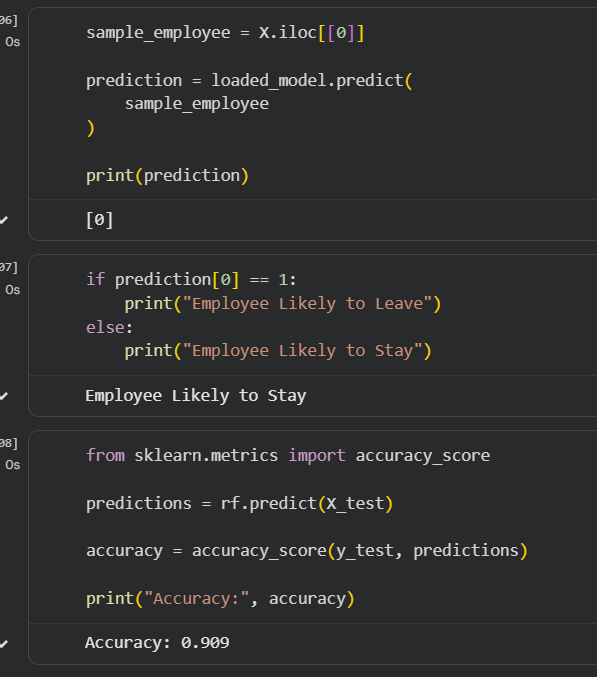 06]
0s
sample_employee = X.iloc[[0]]
prediction = loaded_model.predict(
    sample_employee
)
print(prediction)
[0]
07]
0s
if prediction[0] == 1:
    print("Employee Likely to Leave")
else:
    print("Employee Likely to Stay")
Employee Likely to Stay
08]
0s
from sklearn.metrics import accuracy_score
predictions = rf.predict(X_test)
accuracy = accuracy_score(y_test, predictions)
print("Accuracy:", accuracy)
Accuracy: 0.909